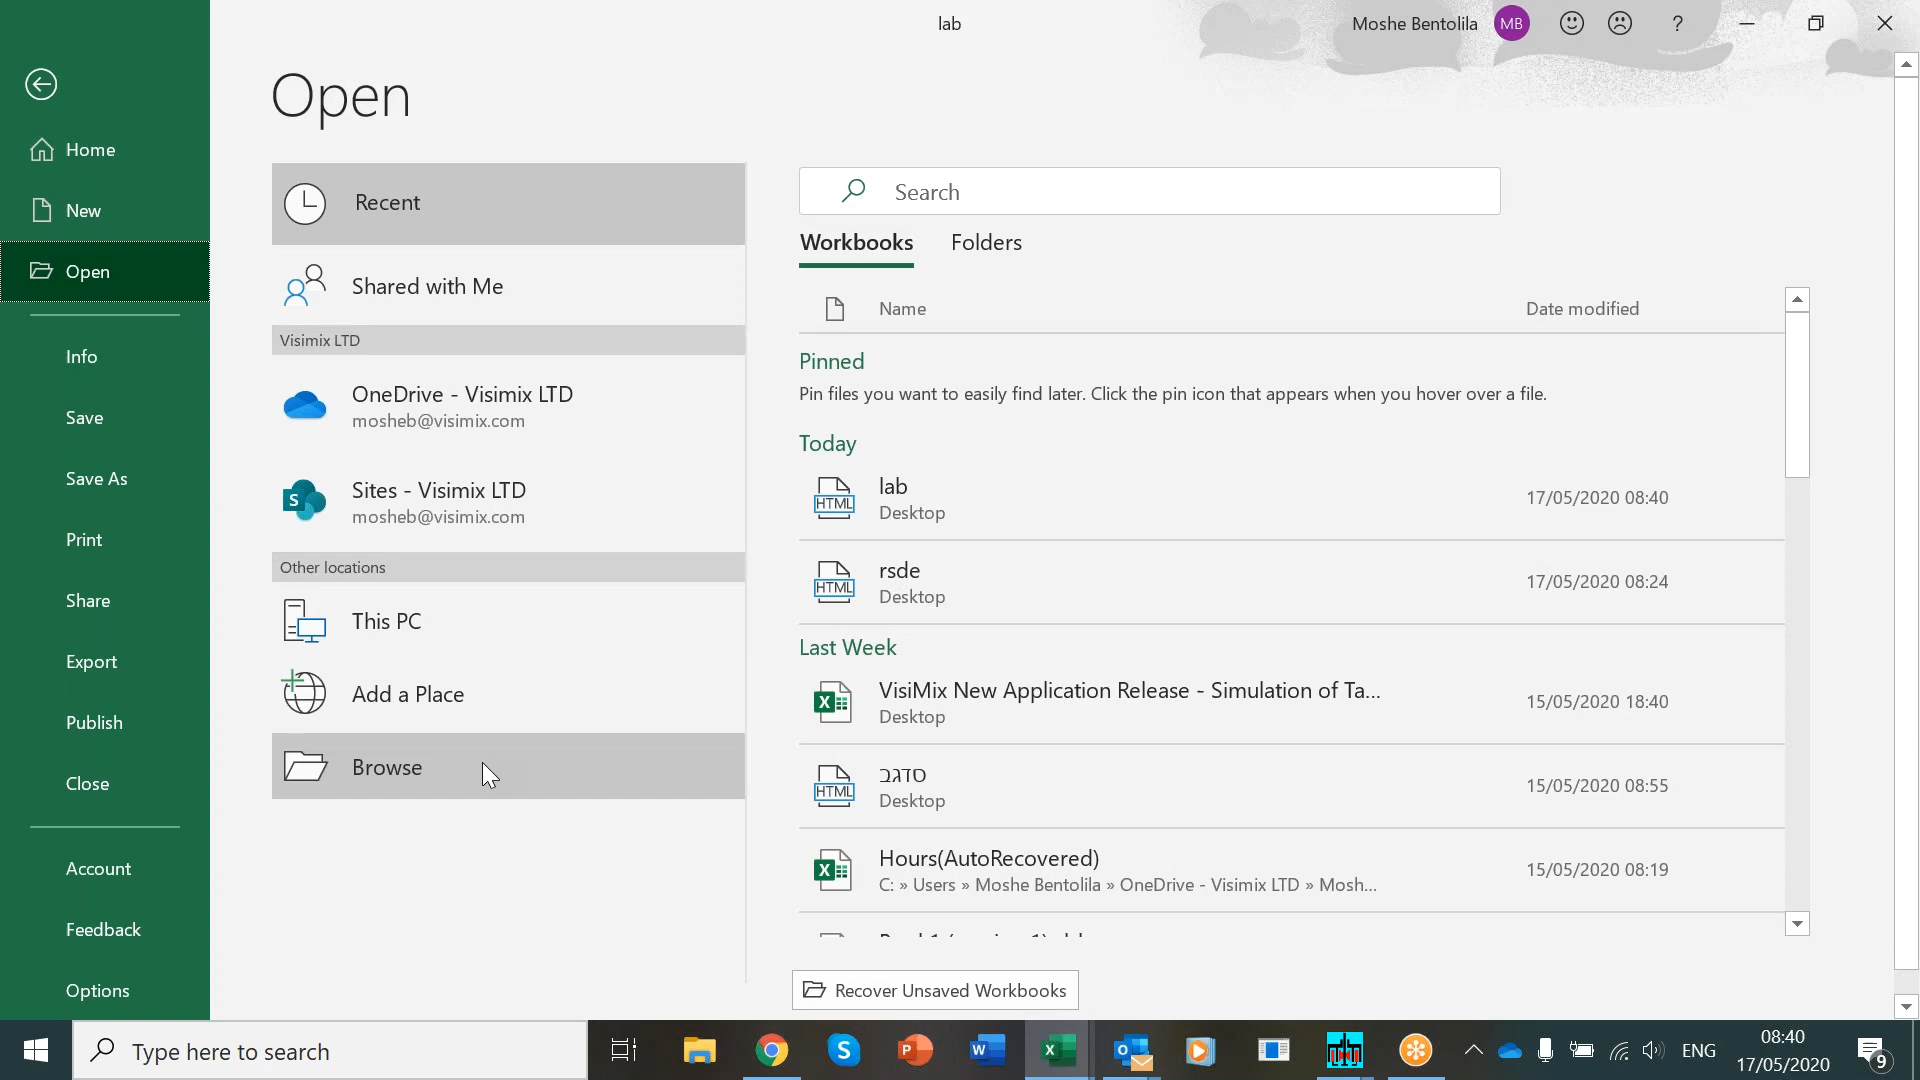 lab
Moshe Bentolila
MB
?
Open
Home
New
Open
Info
Save
Save As
Print
Share
Export
Publish
Close
Account
Feedback
Options
Recent
Shared with Me
Visimix LTD
OneDrive - Visimix LTD
mosheb@visimix.com
Sites - Visimix LTD
mosheb@visimix.com
Other locations
This PC
Add a Place
Browse
Search
Workbooks Folders
Name Date modified
Pinned
Pin files you want to easily find later. Click the pin icon that appears when you hover over a file.
Today
HTML lab 17/05/2020 08:40
Desktop
HTML rsde 17/05/2020 08:24
Desktop
Last Week
VisiMix New Application Release - Simulation of Ta... 15/05/2020 18:40
Desktop
HTML סדגב 15/05/2020 08:55
Desktop
Hours(AutoRecovered) 15/05/2020 08:19
C: » Users » Moshe Bentolila » OneDrive - Visimix LTD » Mosh...
Recover Unsaved Workbooks
Type here to search
ENG
08:40
17/05/2020
9